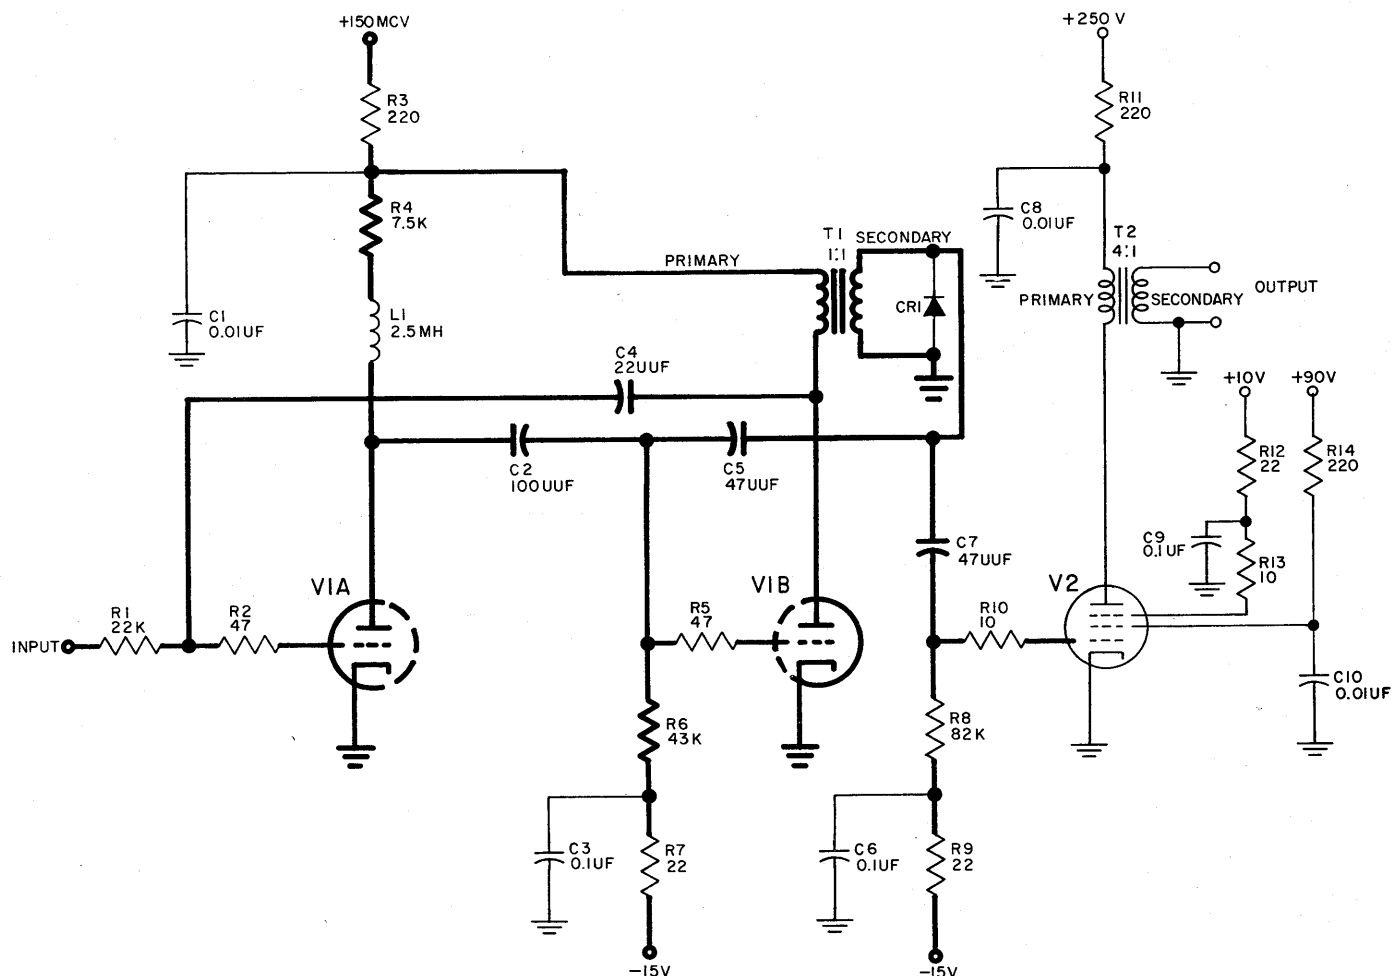 +150MCV
+250 V
R3
220
R11
220
R4
7.5K
C8
0.01UF
T1
1:1
SECONDARY
T2
4:1
PRIMARY
PRIMARY
SECONDARY
OUTPUT
CR1
C1
0.01UF
L1
2.5MH
C4
22UUF
+10V
+90V
C2
100UUF
C5
47UUF
R12
22
R14
220
C7
47UUF
C9
0.1UF
R13
10
V1A
V1B
V2
INPUT
R1
22K
R2
47
R5
47
R10
10
C10
0.01UF
R6
43K
R8
82K
C3
0.1UF
R7
22
C6
0.1UF
R9
22
-15V
-15V